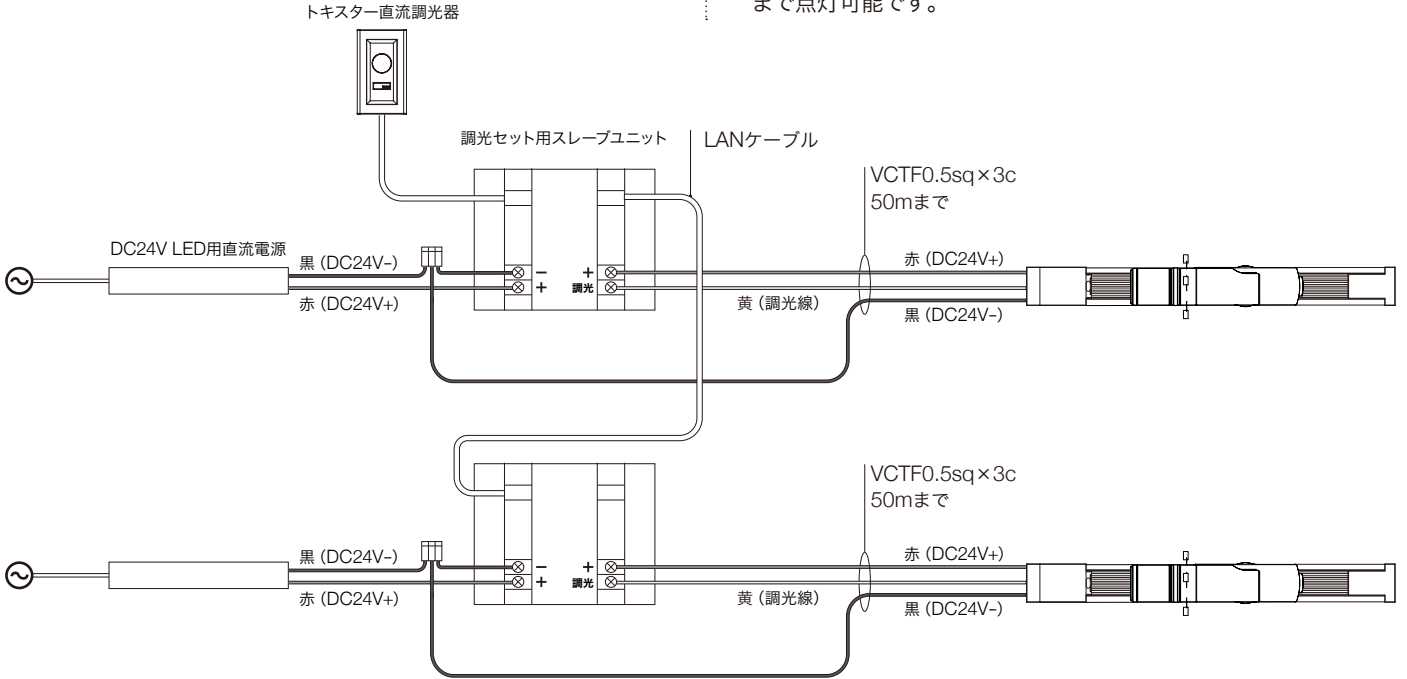 まで点灯可能です。
トキスター直流調光器
調光セット用スレーブユニット
LANケーブル
VCTF0.5sq×3c
50mまで
DC24V LED用直流電源
黒 (DC24V-)
赤 (DC24V+)
-
+
+
調光
赤 (DC24V+)
黄 (調光線)
黒 (DC24V-)
VCTF0.5sq×3c
50mまで
黒 (DC24V-)
赤 (DC24V+)
-
+
+
調光
赤 (DC24V+)
黄 (調光線)
黒 (DC24V-)